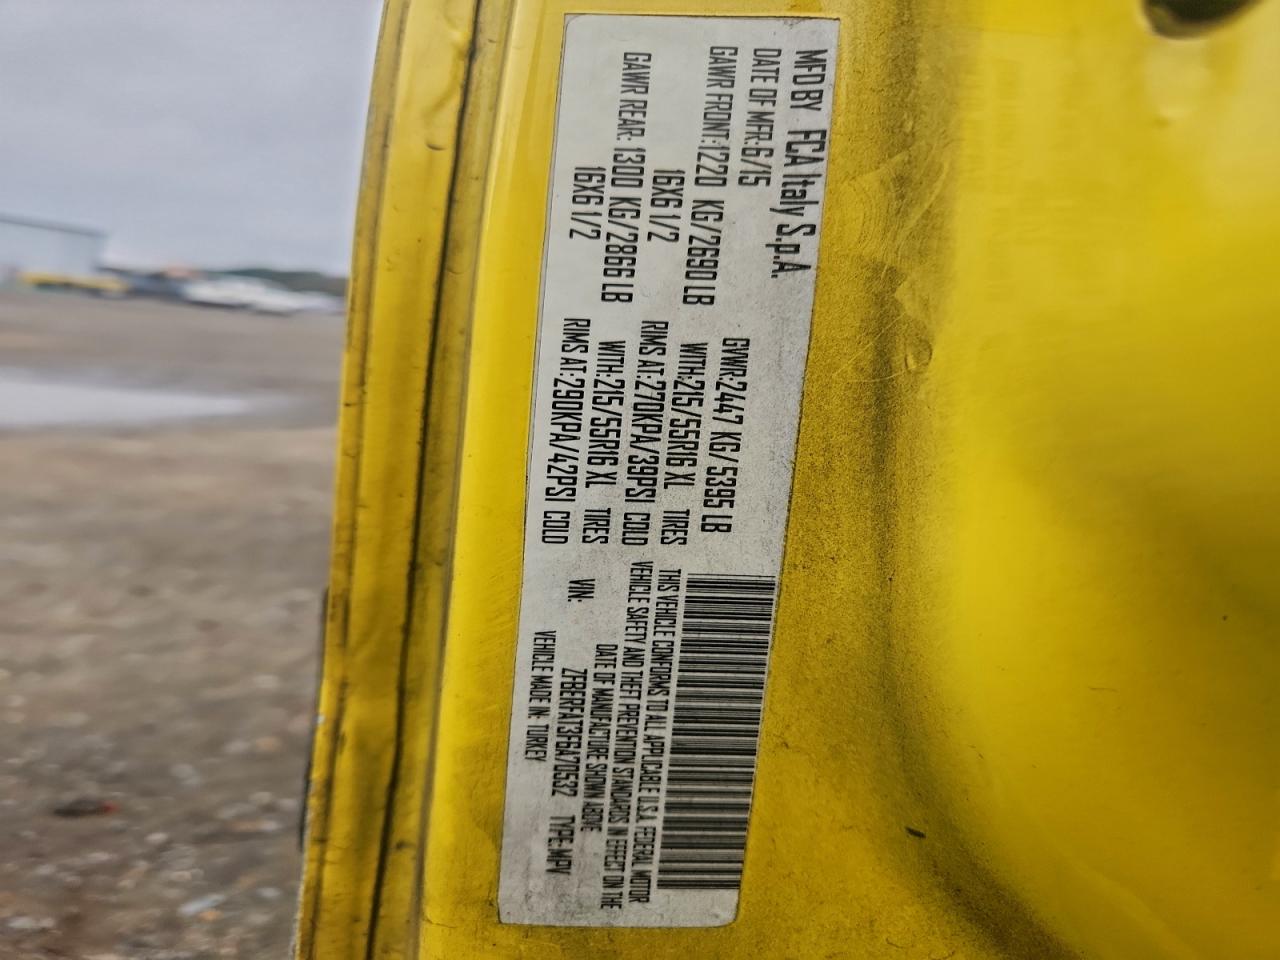 MFD BY FCA Italy S.p.A.
DATE OF MFR:6/15 GVWR:2447 KG/5395 LB
GAWR FRONT:1220 KG/2690 LB WITH:215/55R16 XL TIRES
16X6 1/2 RIMS AT:270KPA/39PSI COLD
GAWR REAR: 1300 KG/2866 LB WITH:215/55R16 XL TIRES
16X6 1/2 RIMS AT:290KPA/42PSI COLD
THIS VEHICLE CONFORMS TO ALL APPLICABLE U.S.A. FEDERAL MOTOR
VEHICLE SAFETY AND THEFT PREVENTION STANDARDS IN EFFECT ON THE
DATE OF MANUFACTURE SHOWN ABOVE
VIN: ZFBERFAT3F6A70532 TYPE:MPV
VEHICLE MADE IN: TURKEY